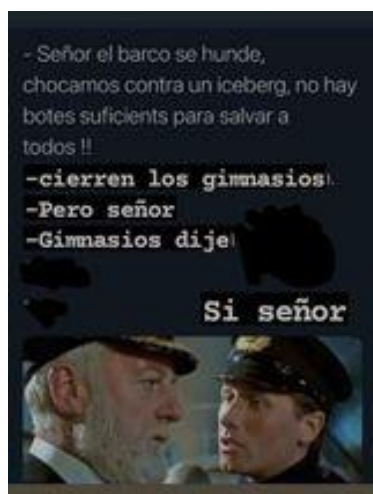 - Señor el barco se hunde,
chocamos contra un iceberg, no hay
botes suficients para salvar a
todos !!
-cierren los gimnasios
-Pero señor
-Gimnasios dije
Si señor